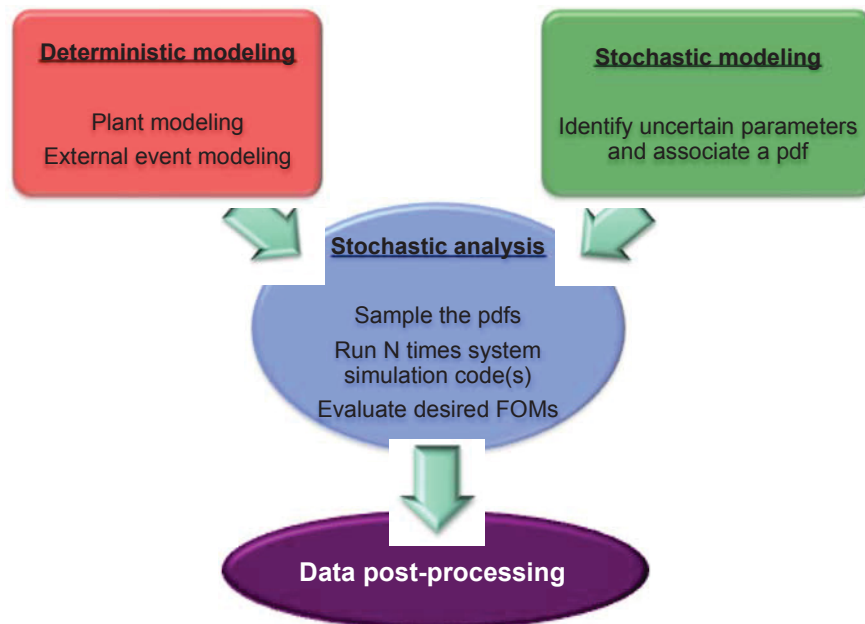 Deterministic modeling
Plant modeling
External event modeling
Stochastic modeling
Identify uncertain parameters
and associate a pdf
Stochastic analysis
Sample the pdfs
Run N times system
simulation code(s)
Evaluate desired FOMs
Data post-processing